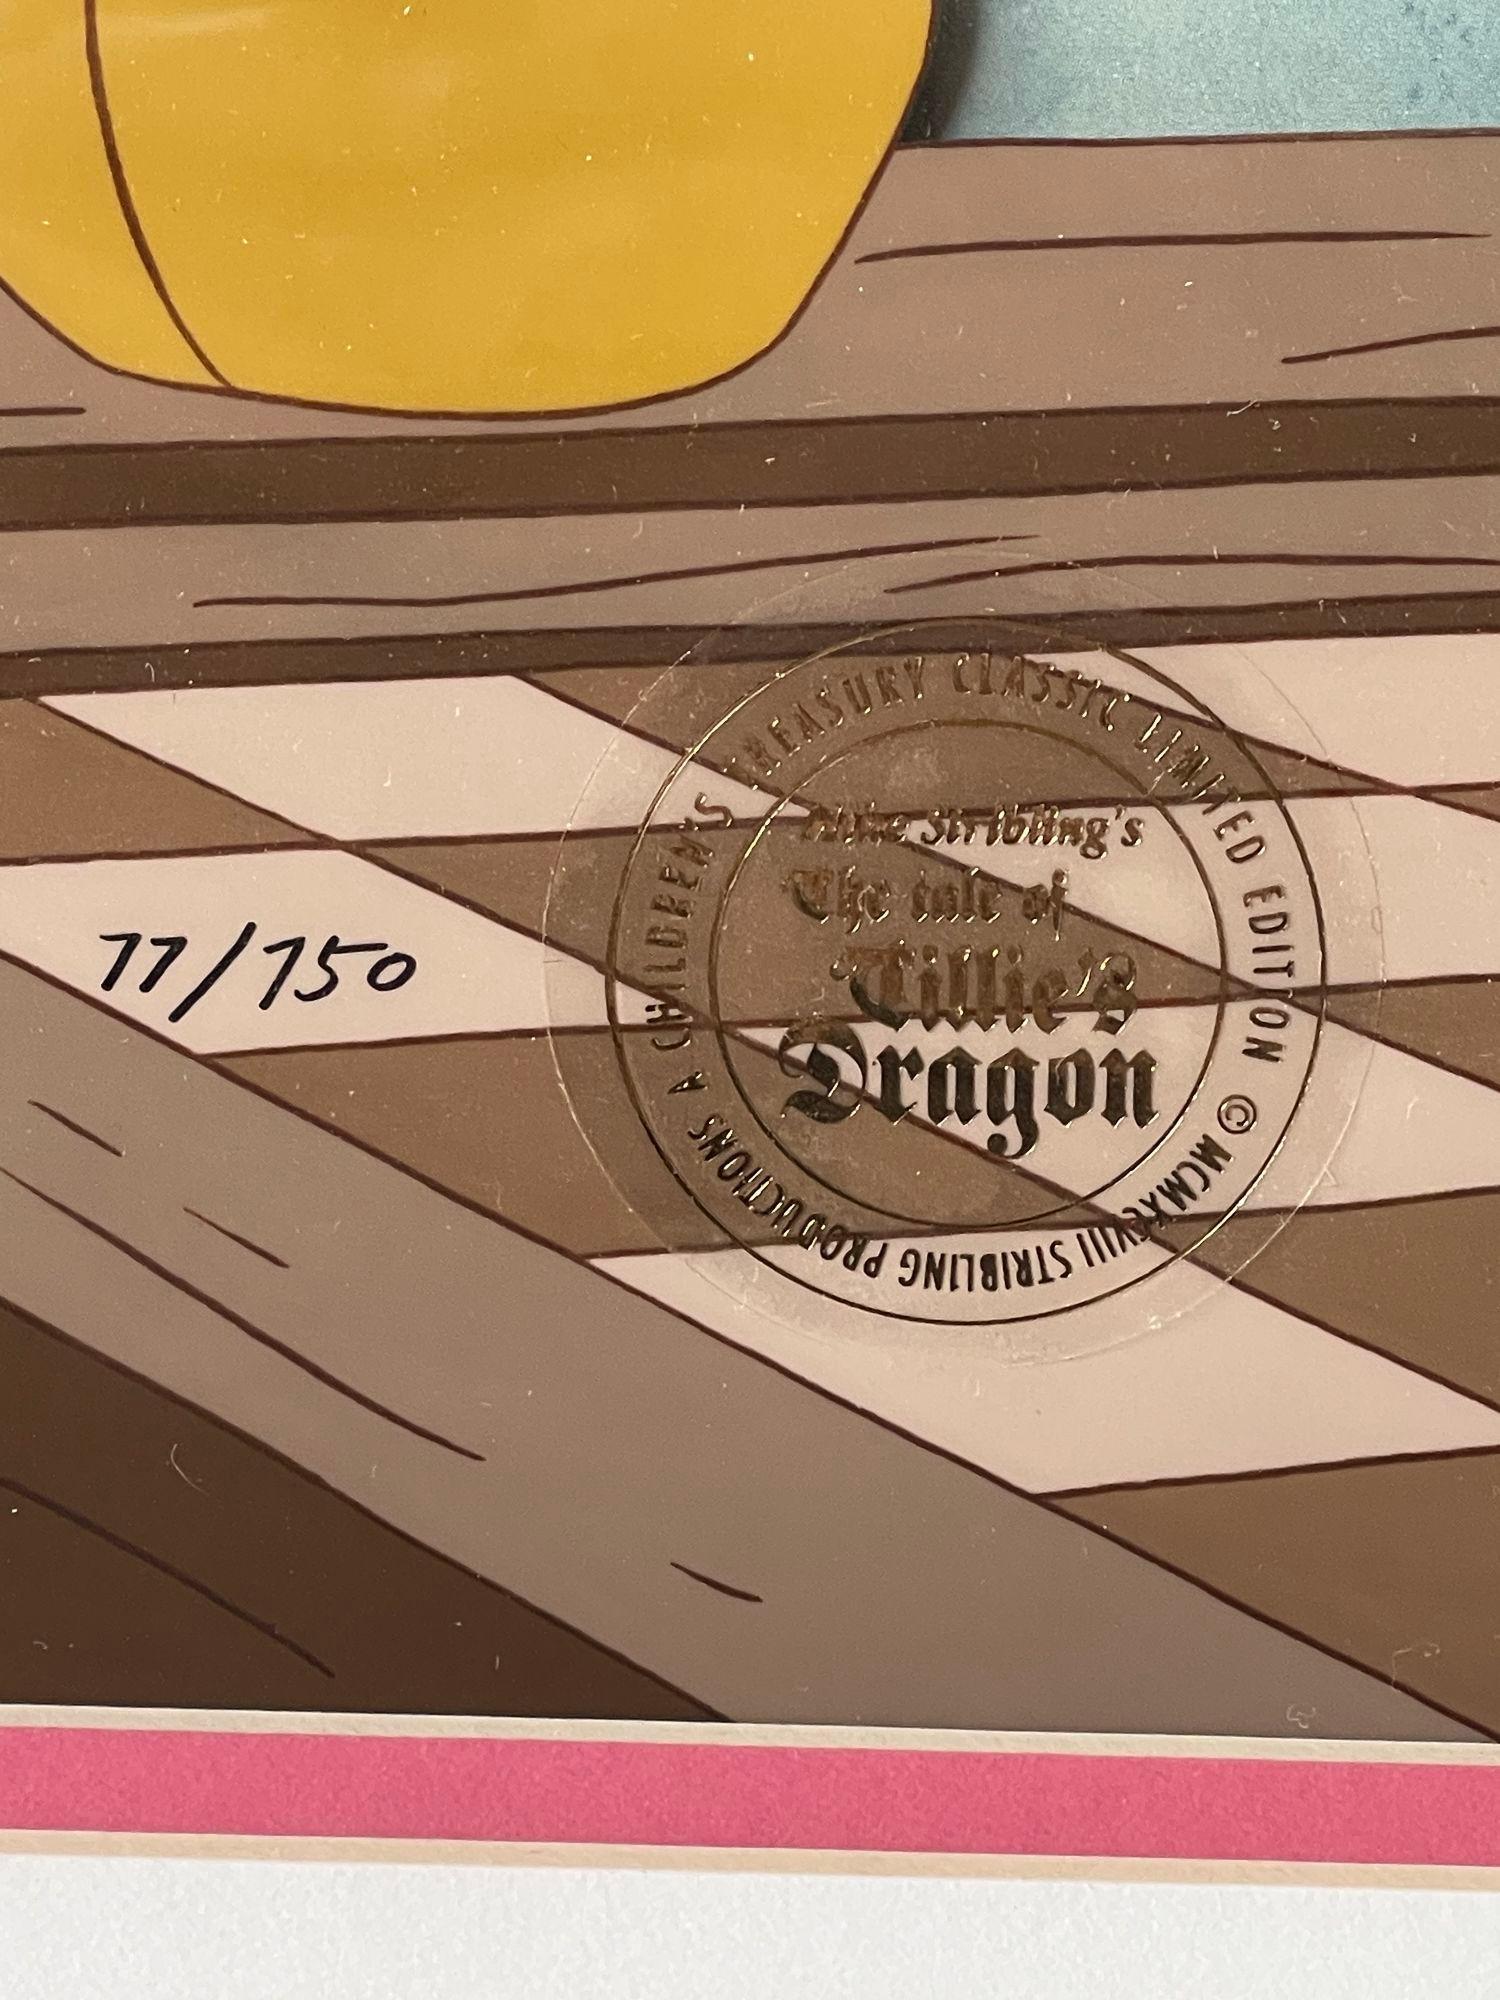 77/750
A CHILDREN'S TREASURY CLASSIC LIMITED EDITION © MCMXCVIII STRIBLING PRODUCTIONS
Mike Stribling's
The tale of
Tillie's
Dragon